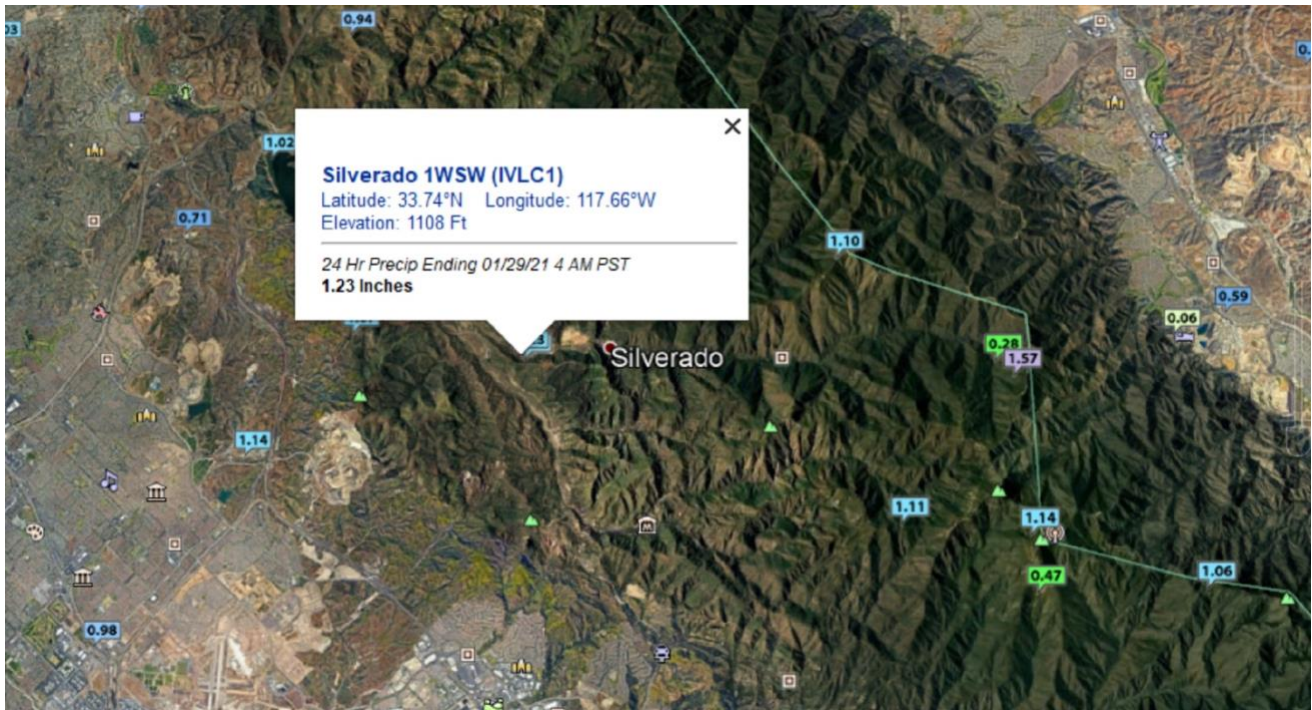 0.94
1.02
Silverado 1WSW (IVLC1)
Latitude: 33.74°N Longitude: 117.66°W
Elevation: 1108 Ft
24 Hr Precip Ending 01/29/21 4 AM PST
1.23 Inches
0.71
1.10
0.59
0.06
0.28
1.57
Silverado
1.14
1.11
1.14
1.06
0.47
0.98